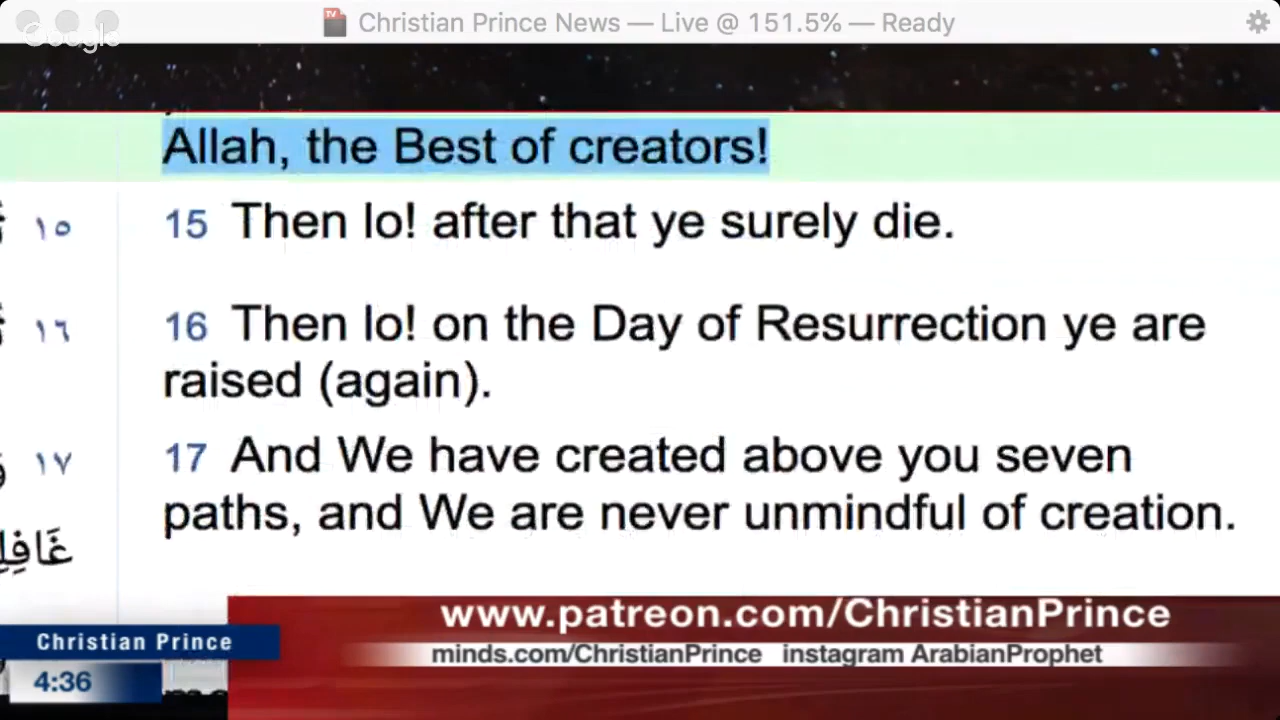 Christian Prince News — Live @ 151.5% — Ready
Google
Allah, the Best of creators!
١٥ 15 Then lo! after that ye surely die.
١٦ 16 Then lo! on the Day of Resurrection ye are
raised (again).
١٧ 17 And We have created above you seven
paths, and We are never unmindful of creation.
www.patreon.com/ChristianPrince
Christian Prince
minds.com/ChristianPrince instagram ArabianProphet
4:36